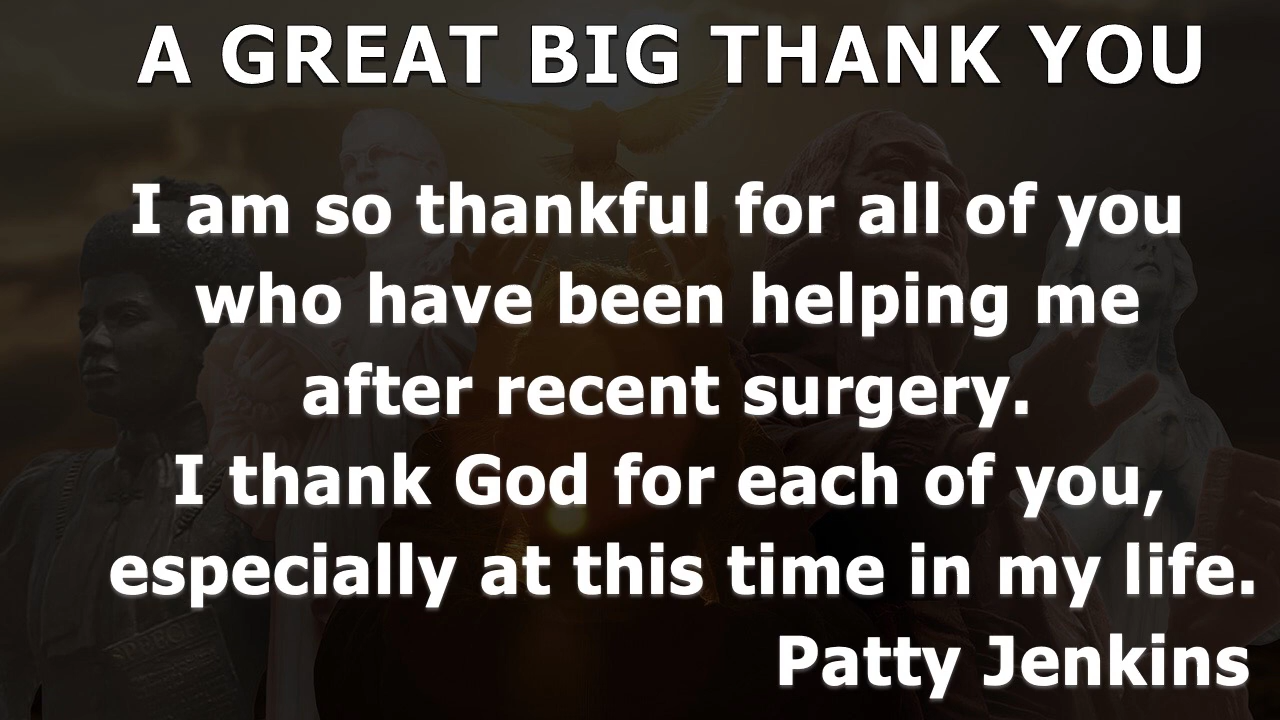 A GREAT BIG THANK YOU
I am so thankful for all of you
who have been helping me
after recent surgery.
I thank God for each of you,
especially at this time in my life.
Patty Jenkins